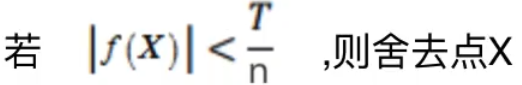 若 |f(X)| < T/n ,则舍去点X